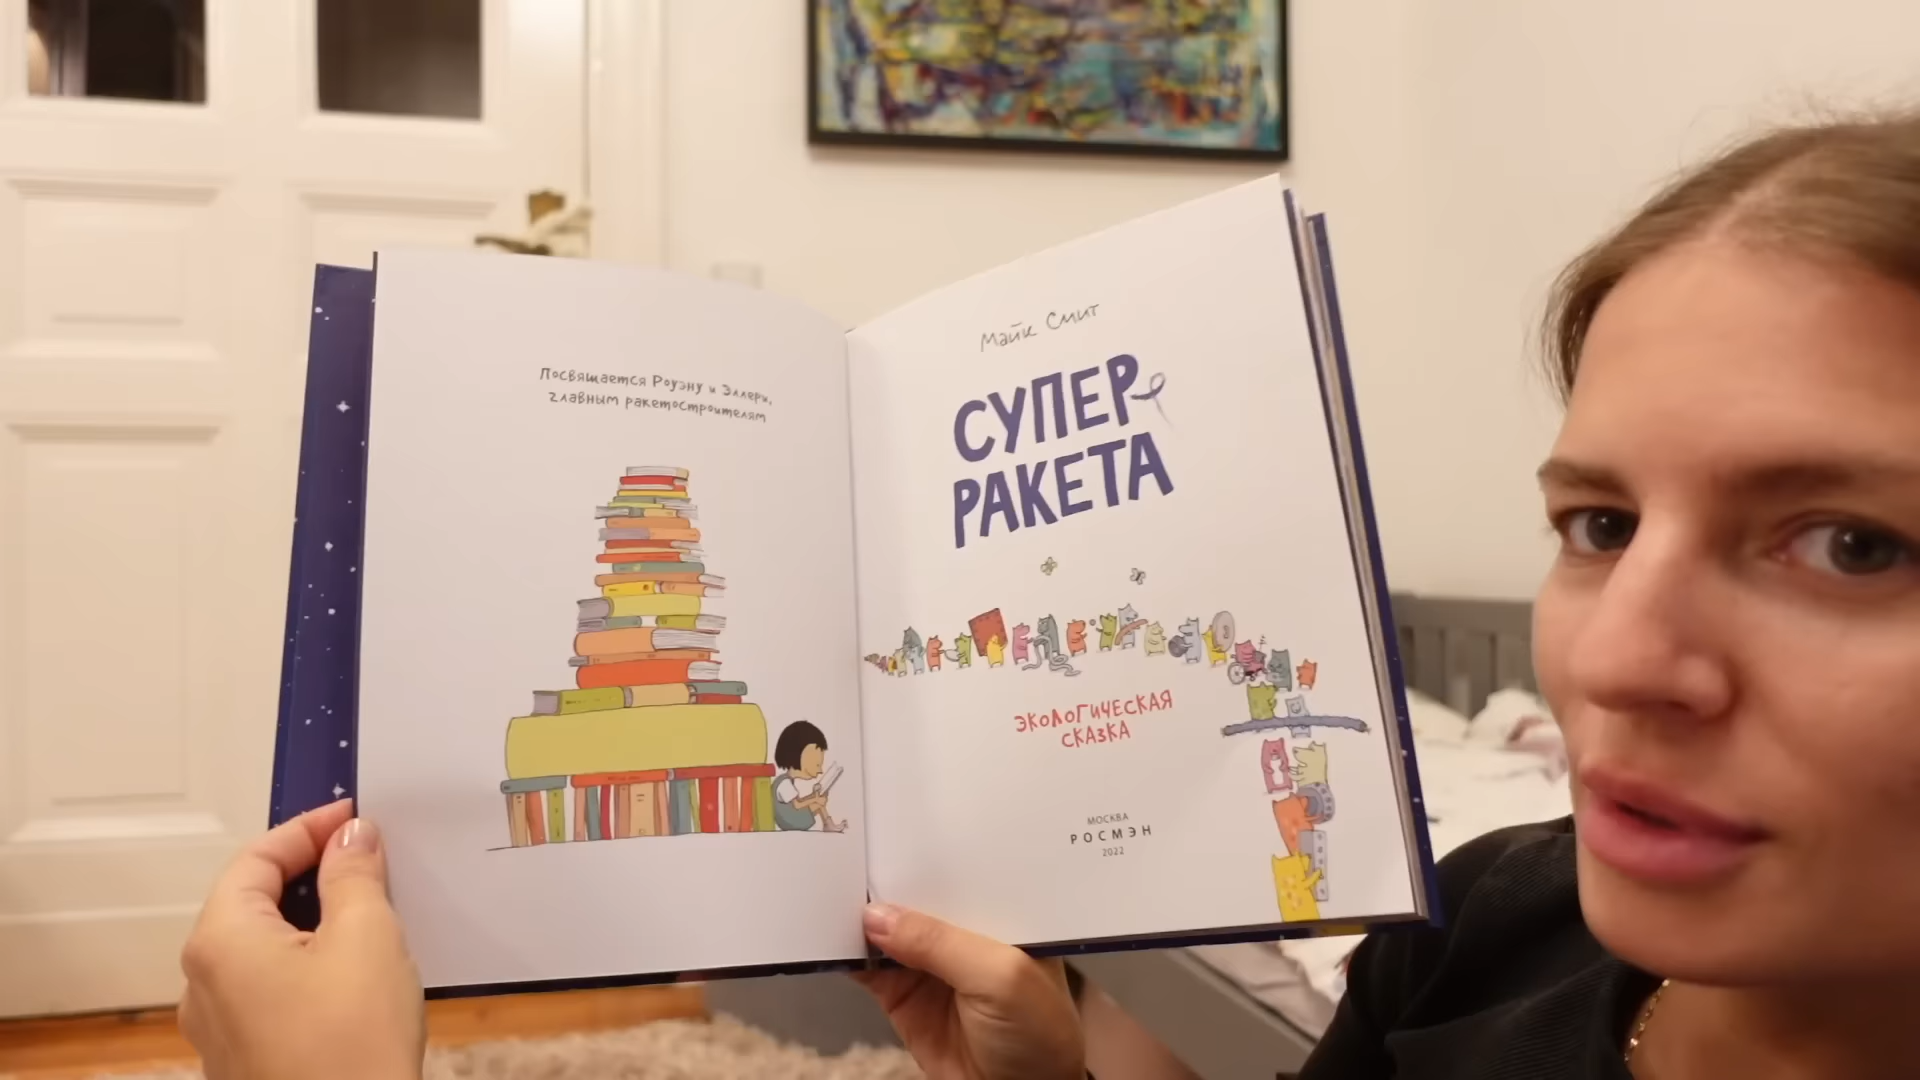 Посвящается Роуэну и Эллери,
главным ракетостроителям
Майк Смит
СУПЕР
РАКЕТА
ЭКОЛОГИЧЕСКАЯ
СКАЗКА
МОСКВА
РОСМЭН
2022